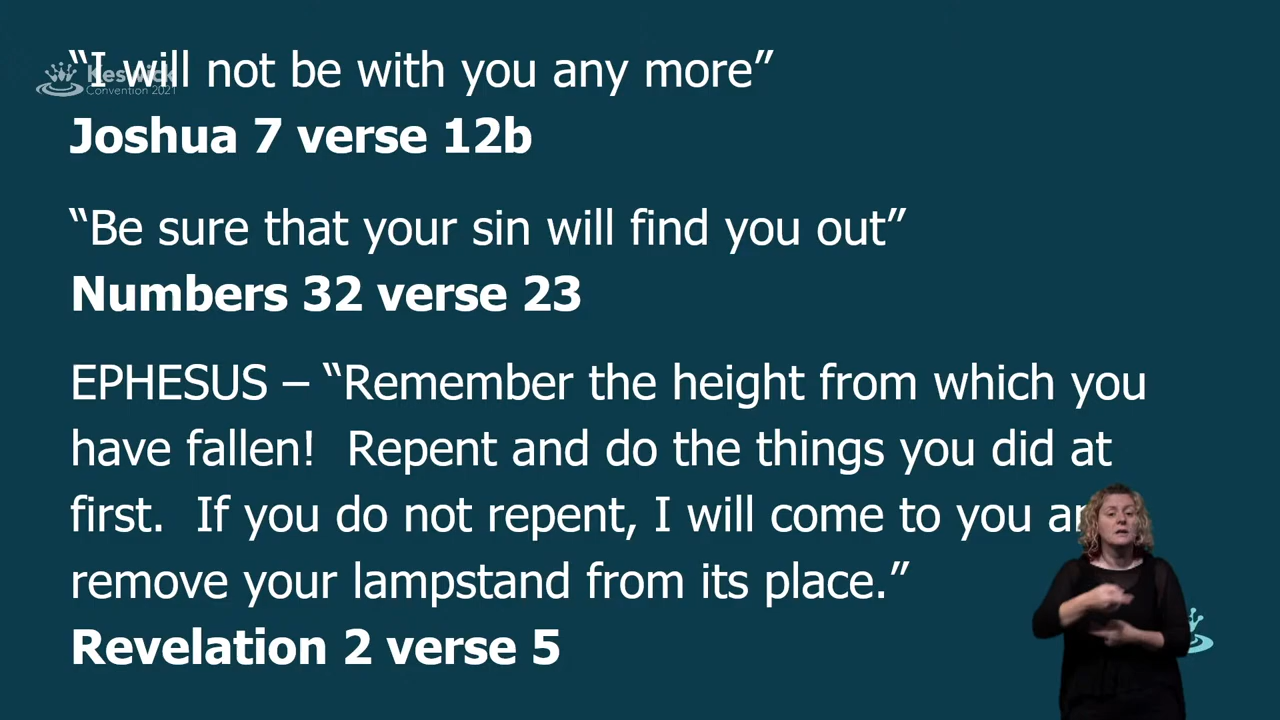 “I will not be with you any more”
Keswick
Convention 2021
Joshua 7 verse 12b
“Be sure that your sin will find you out”
Numbers 32 verse 23
EPHESUS – “Remember the height from which you
have fallen!  Repent and do the things you did at
first.  If you do not repent, I will come to you
remove your lampstand from its place.”
Revelation 2 verse 5